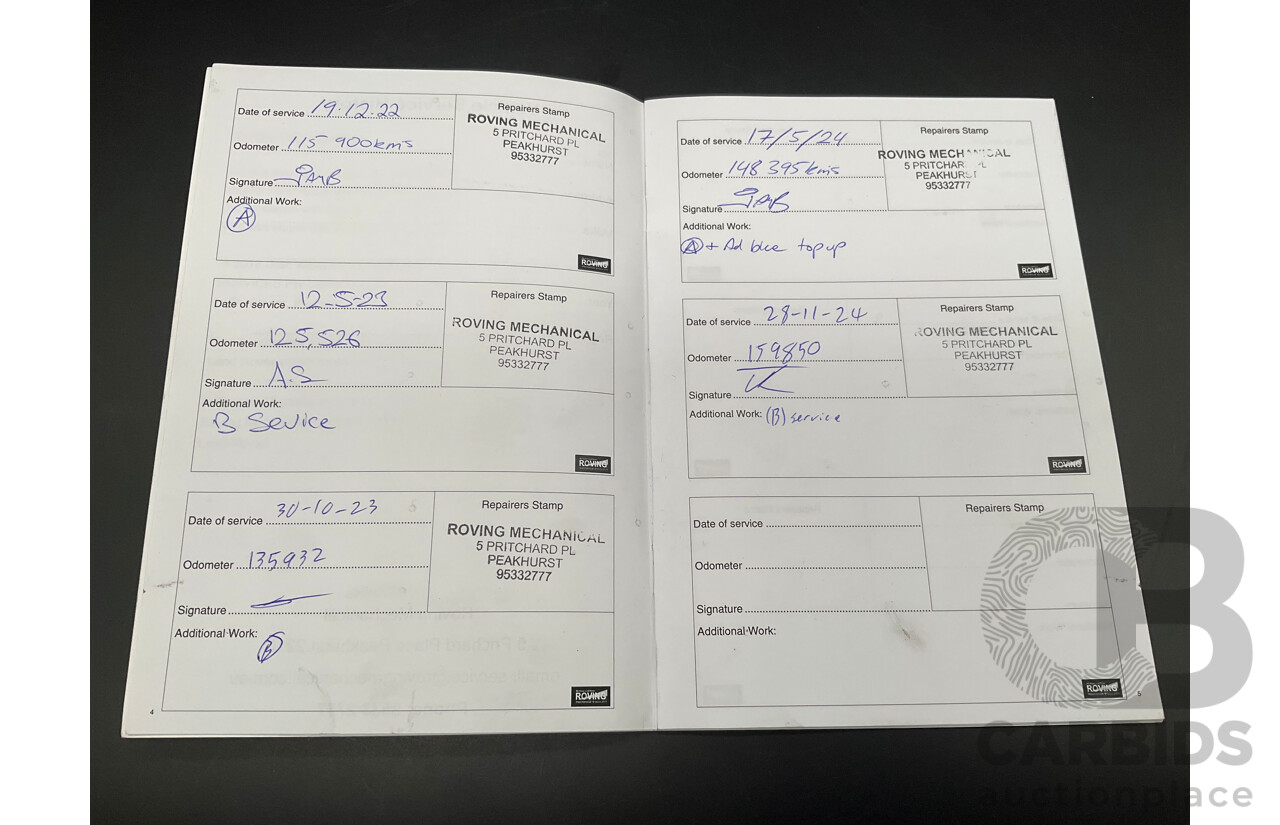 Date of service 19.12.22
Odometer 115 900kms
Signature
Additional Work:
A
Repairers Stamp
ROVING MECHANICAL
5 PRITCHARD PL
PEAKHURST
95332777
ROVING
Date of service 12-5-23
Odometer 125,526
Signature A.S
Additional Work:
B Sevice
Repairers Stamp
ROVING MECHANICAL
5 PRITCHARD PL
PEAKHURST
95332777
ROVING
Date of service 30-10-23
Odometer 135932
Signature
Additional Work:
B
Repairers Stamp
ROVING MECHANICAL
5 PRITCHARD PL
PEAKHURST
95332777
ROVING
4
Date of service 17/5/24
Odometer 148 395kms
Signature
Additional Work:
A + Ad blue top up
Repairers Stamp
ROVING MECHANICAL
5 PRITCHARD PL
PEAKHURST
95332777
ROVING
Date of service 28-11-24
Odometer 159850
Signature
Additional Work: (B) service
Repairers Stamp
ROVING MECHANICAL
5 PRITCHARD PL
PEAKHURST
95332777
ROVING
Date of service
Odometer
Signature
Additional Work:
Repairers Stamp
ROVING
5
CARBIDS
auctionplace